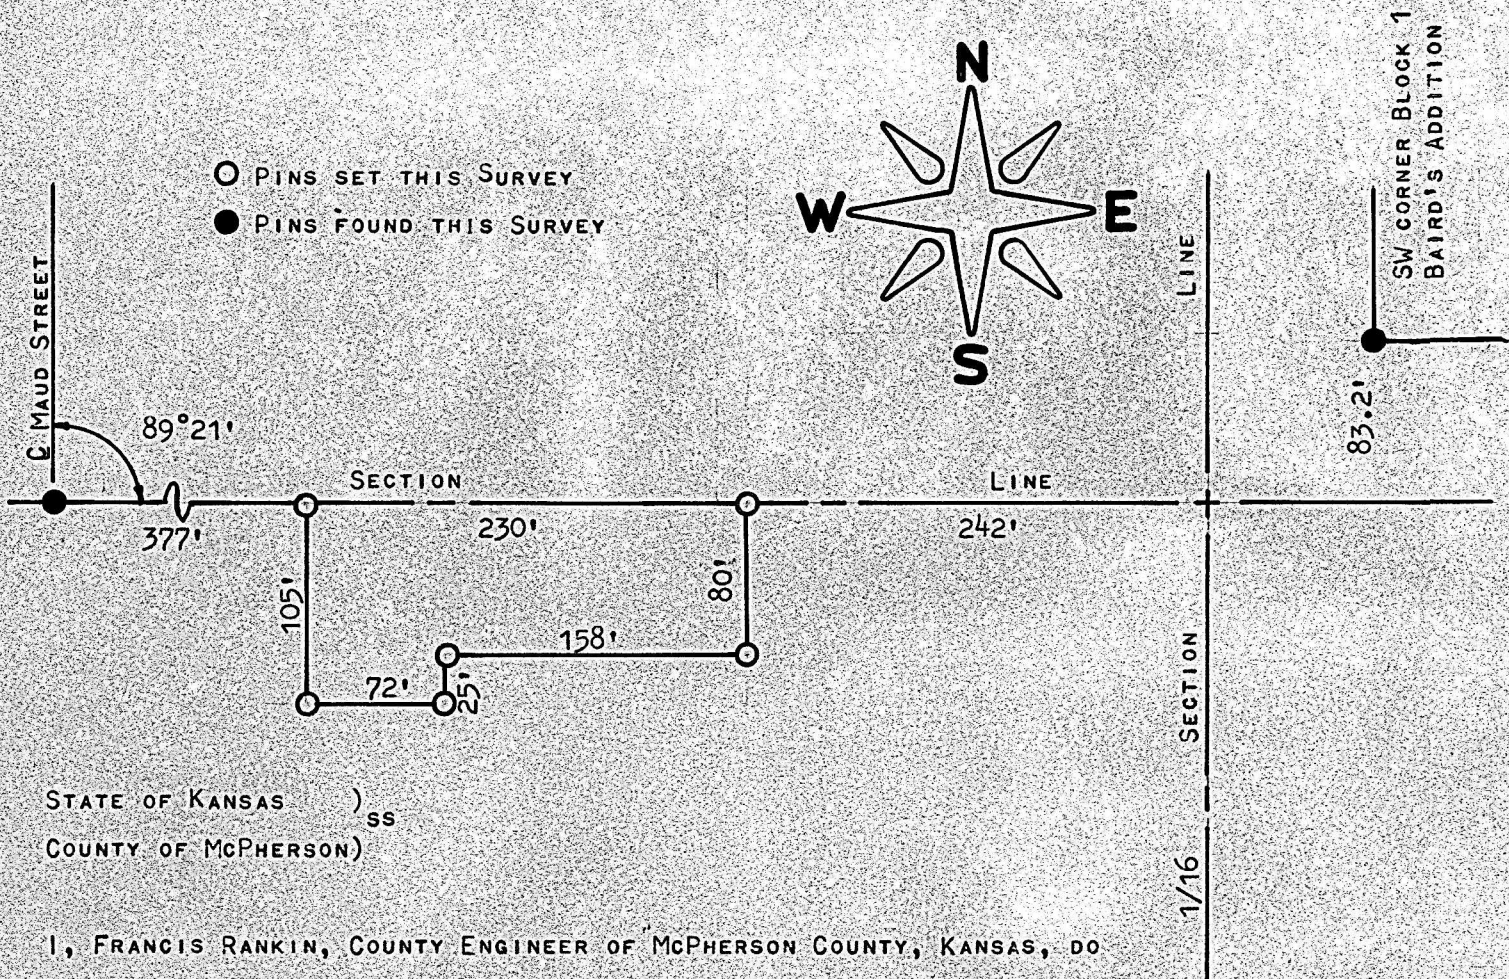 N
W
E
S
O PINS SET THIS SURVEY
● PINS FOUND THIS SURVEY
SW CORNER BLOCK 1
BAIRD'S ADDITION
℄ MAUD STREET
89°21'
83.2'
SECTION LINE
377'
230'
242'
105'
80'
158'
72'
25'
1/16 SECTION LINE
STATE OF KANSAS )
SS
COUNTY OF MCPHERSON)
I, FRANCIS RANKIN, COUNTY ENGINEER OF MCPHERSON COUNTY, KANSAS, DO